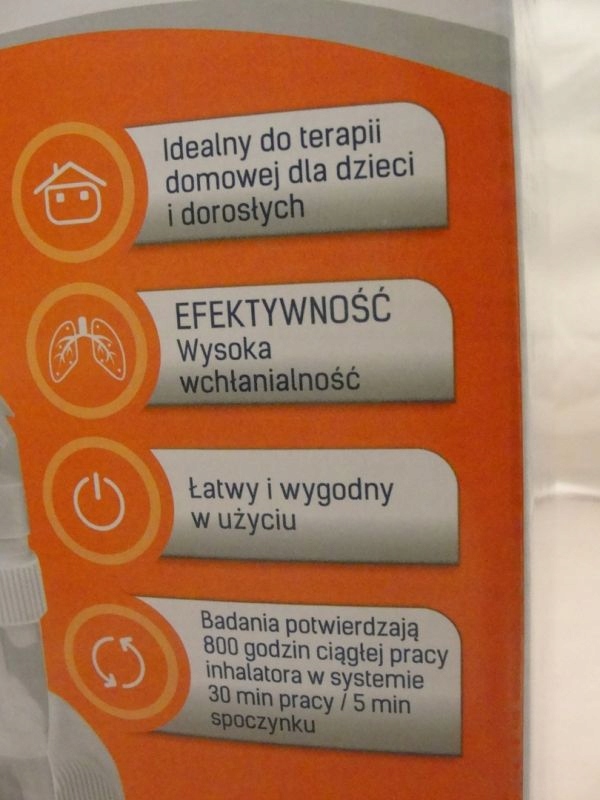 Idealny do terapii
domowej dla dzieci
i dorosłych
EFEKTYWNOŚĆ
Wysoka
wchłanialność
Łatwy i wygodny
w użyciu
Badania potwierdzają
800 godzin ciągłej pracy
inhalatora w systemie
30 min pracy / 5 min
spoczynku